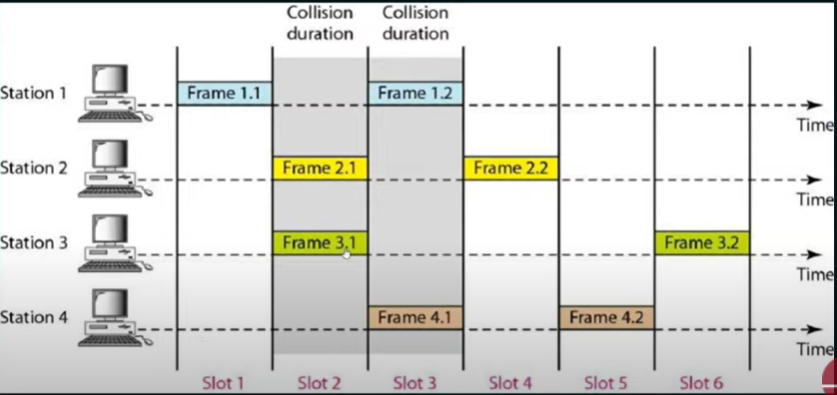 Collision duration
Collision duration
Station 1
Frame 1.1
Frame 1.2
Time
Station 2
Frame 2.1
Frame 2.2
Time
Station 3
Frame 3.1
Frame 3.2
Time
Station 4
Frame 4.1
Frame 4.2
Time
Slot 1
Slot 2
Slot 3
Slot 4
Slot 5
Slot 6